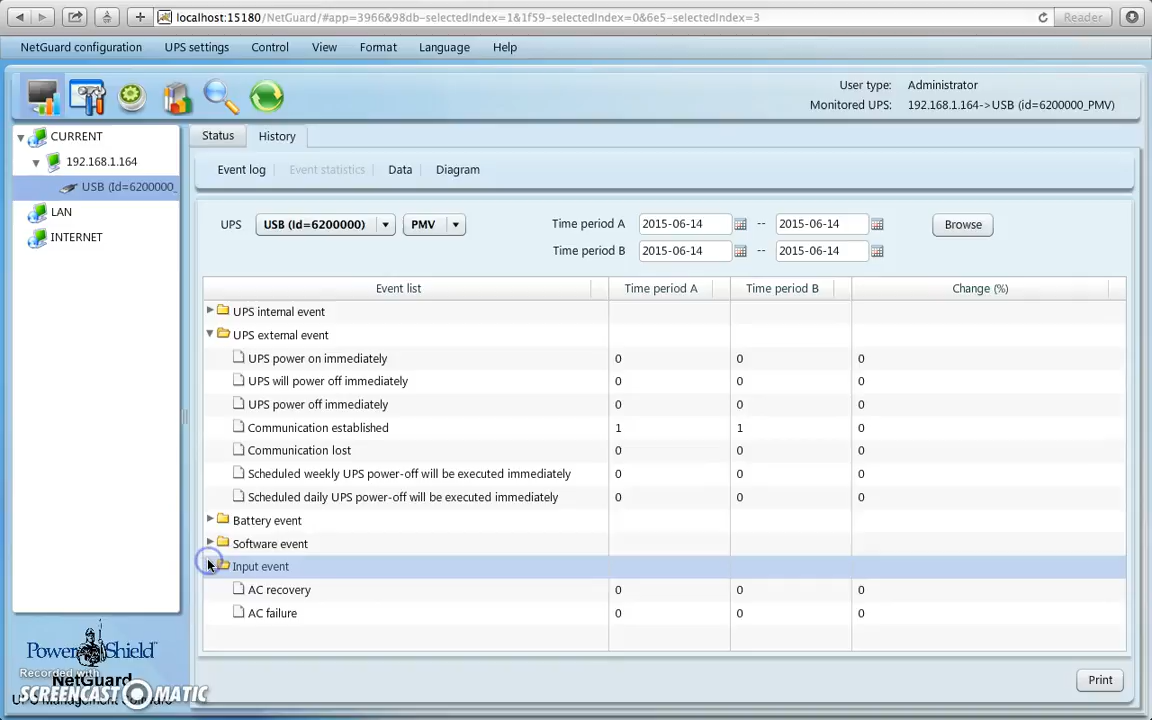 localhost:15180/NetGuard/#app=3966&98db-selectedIndex=1&1f59-selectedIndex=0&6e5-selectedIndex=3
Reader
NetGuard configuration UPS settings Control View Format Language Help
User type: Administrator
Monitored UPS: 192.168.1.164->USB (id=6200000_PMV)
CURRENT
192.168.1.164
USB (Id=6200000_
LAN
INTERNET
Status History
Event log Event statistics Data Diagram
UPS USB (Id=6200000) PMV Time period A 2015-06-14 -- 2015-06-14 Browse
Time period B 2015-06-14 -- 2015-06-14
Event list Time period A Time period B Change (%)
UPS internal event
UPS external event
UPS power on immediately 0 0 0
UPS will power off immediately 0 0 0
UPS power off immediately 0 0 0
Communication established 1 1 0
Communication lost 0 0 0
Scheduled weekly UPS power-off will be executed immediately 0 0 0
Scheduled daily UPS power-off will be executed immediately 0 0 0
Battery event
Software event
Input event
AC recovery 0 0 0
AC failure 0 0 0
Print
PowerShield
NetGuard
Recorded with
SCREENCAST MATIC